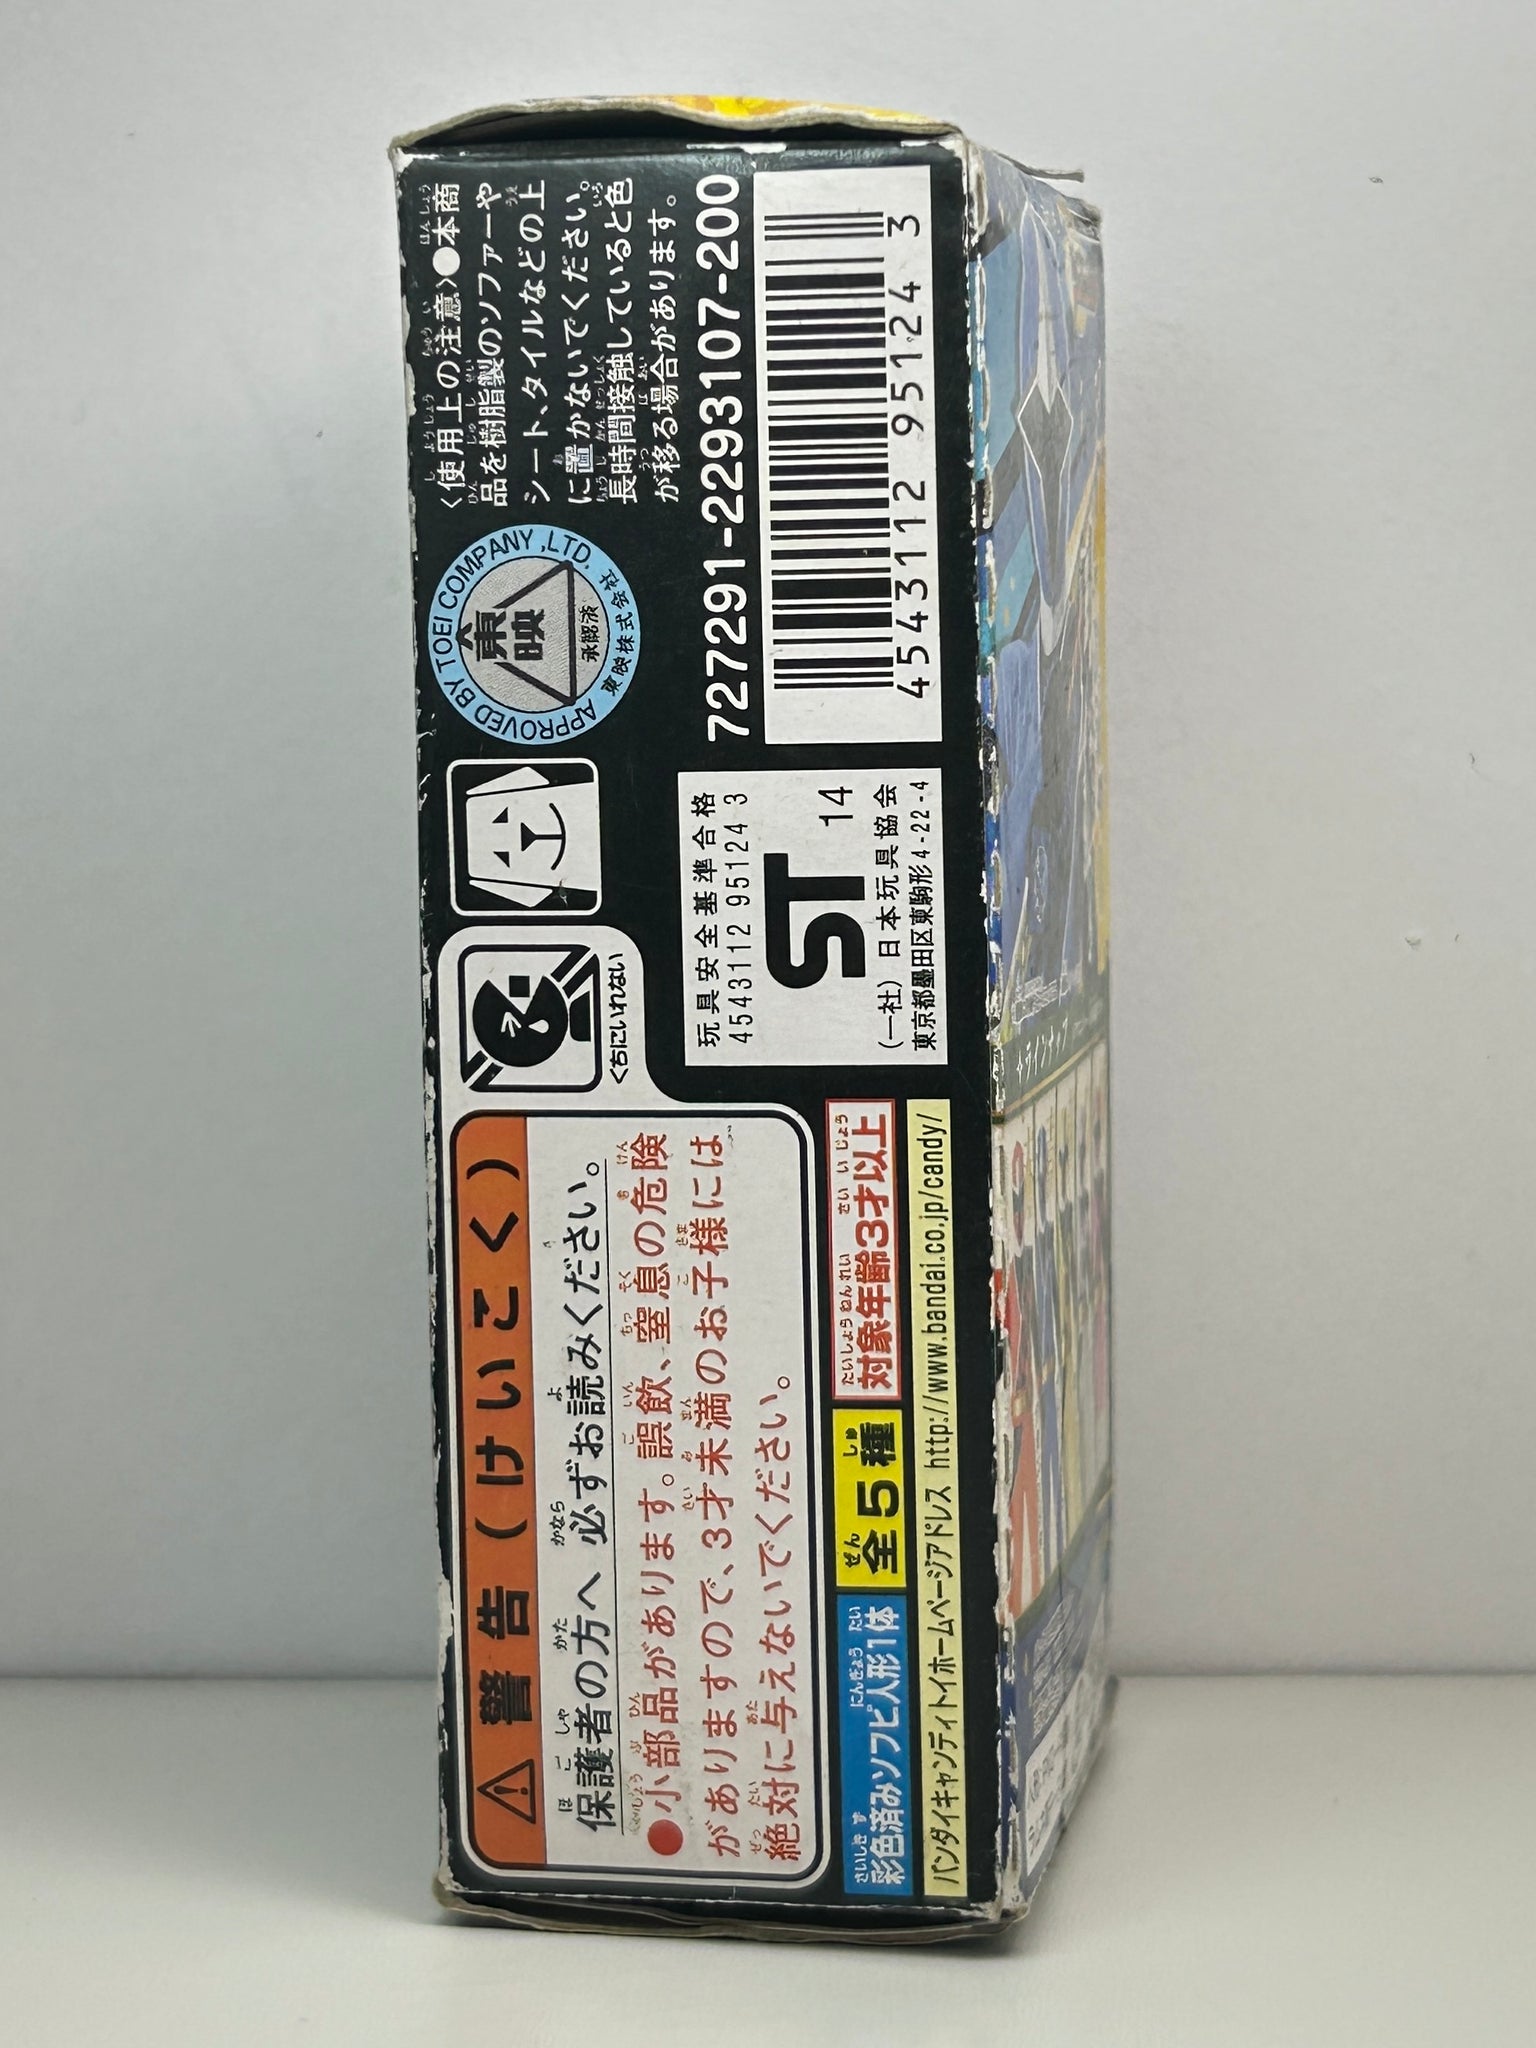 警告(けいこく)
保護者の方へ 必ずお読みください。
●小部品があります。誤飲、窒息の危険
がありますので、3才未満のお子様には
絶対に与えないでください。
彩色済みソフビ人形1体
全5種
対象年齢3才以上
バンダイキャンディトイホームページアドレス http://www.bandai.co.jp/candy/
くちにいれない
玩具安全基準合格
4543112 95124 3
ST
14
(一社)日本玩具協会
東京都墨田区東駒形4-22-4
APPROVED BY TOEI COMPANY ,LTD.
東映
承認済
東映株式会社
〈使用上の注意〉●本商
品を樹脂製のソファーや
シート、タイルなどの上
に置かないでください。
長時間接触していると色
が移る場合があります。
727291-2293107-200
4543112 95124 3
ラインナップ